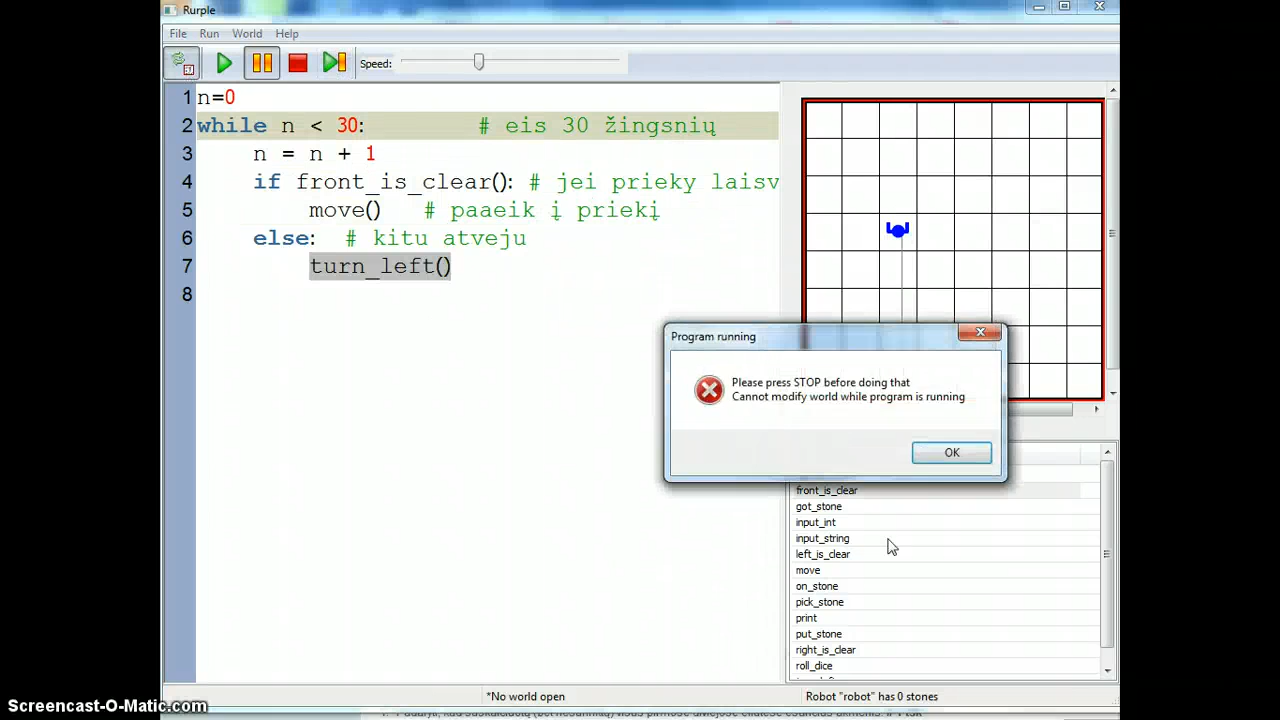 Rurple
File Run World Help
Speed:
1 n=0
2 while n < 30: # eis 30 žingsnių
3 n = n + 1
4 if front_is_clear(): # jei prieky laisv
5 move() # paaeik į priekį
6 else: # kitu atveju
7 turn_left()
8
Program running
Please press STOP before doing that
Cannot modify world while program is running
OK
front_is_clear
got_stone
input_int
input_string
left_is_clear
move
on_stone
pick_stone
print
put_stone
right_is_clear
roll_dice
*No world open
Robot "robot" has 0 stones
Screencast-O-Matic.com